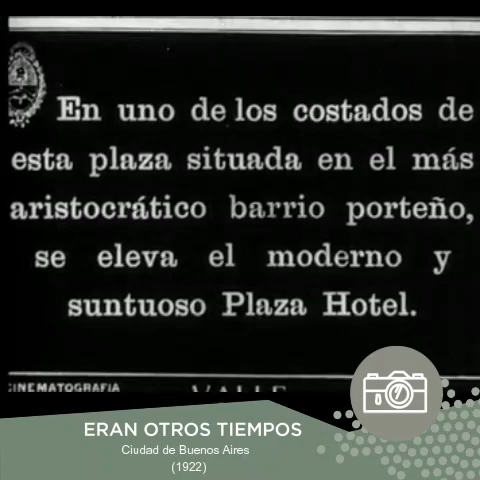 En uno de los costados de
esta plaza situada en el más
aristocrático barrio porteño,
se eleva el moderno y
suntuoso Plaza Hotel.
CINEMATOGRAFIA VALLE
ERAN OTROS TIEMPOS
Ciudad de Buenos Aires
(1922)